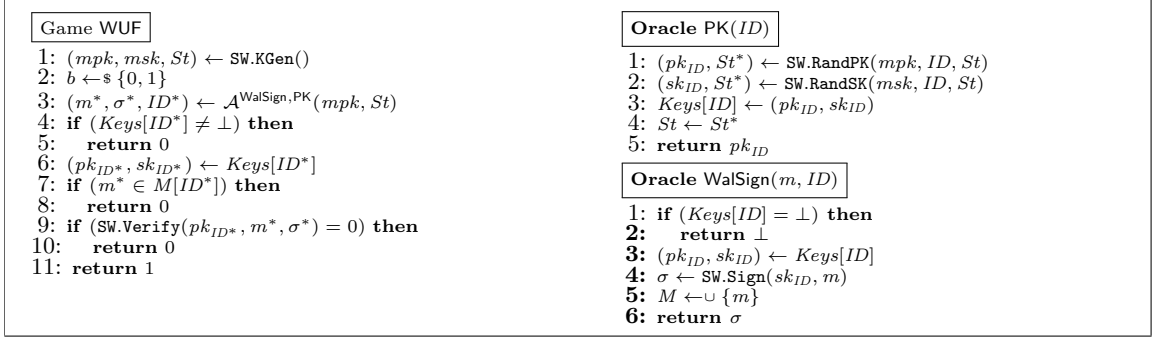 Game WUF
1: (mpk, msk, St) ← SW.KGen()
2: b ←$ {0, 1}
3: (m*, σ*, ID*) ← 𝒜^{WalSign,PK}(mpk, St)
4: if (Keys[ID*] ≠ ⊥) then
5: return 0
6: (pk_{ID*}, sk_{ID*}) ← Keys[ID*]
7: if (m* ∈ M[ID*]) then
8: return 0
9: if (SW.Verify(pk_{ID*}, m*, σ*) = 0) then
10: return 0
11: return 1
Oracle PK(ID)
1: (pk_{ID}, St*) ← SW.RandPK(mpk, ID, St)
2: (sk_{ID}, St*) ← SW.RandSK(msk, ID, St)
3: Keys[ID] ← (pk_{ID}, sk_{ID})
4: St ← St*
5: return pk_{ID}
Oracle WalSign(m, ID)
1: if (Keys[ID] = ⊥) then
2: return ⊥
3: (pk_{ID}, sk_{ID}) ← Keys[ID]
4: σ ← SW.Sign(sk_{ID}, m)
5: M ←∪ {m}
6: return σ